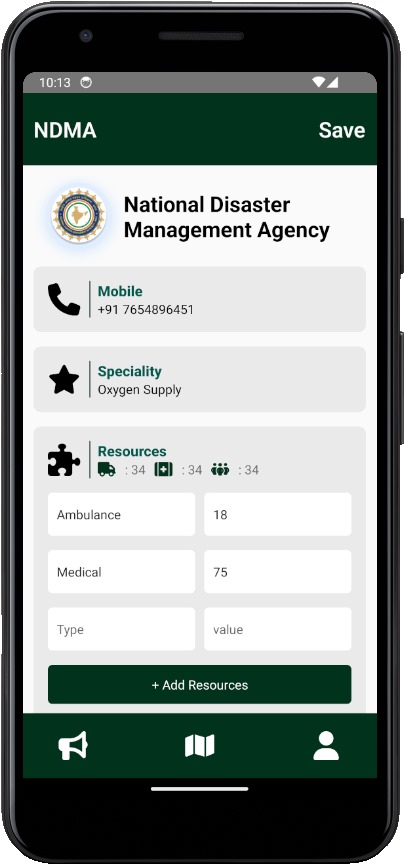 10:13
NDMA Save
National Disaster
Management Agency
Mobile
+91 7654896451
Speciality
Oxygen Supply
Resources
: 34 : 34 : 34
Ambulance 18
Medical 75
Type value
+ Add Resources